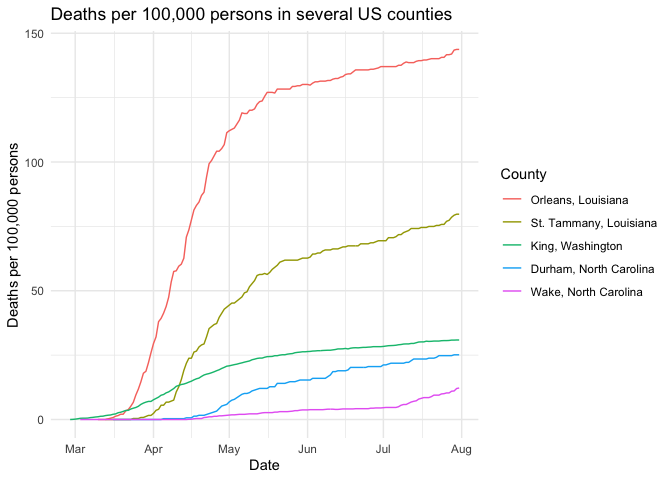 Deaths per 100,000 persons in several US counties
150
100
50
0
Deaths per 100,000 persons
Mar Apr May Jun Jul Aug
Date
County
Orleans, Louisiana
St. Tammany, Louisiana
King, Washington
Durham, North Carolina
Wake, North Carolina